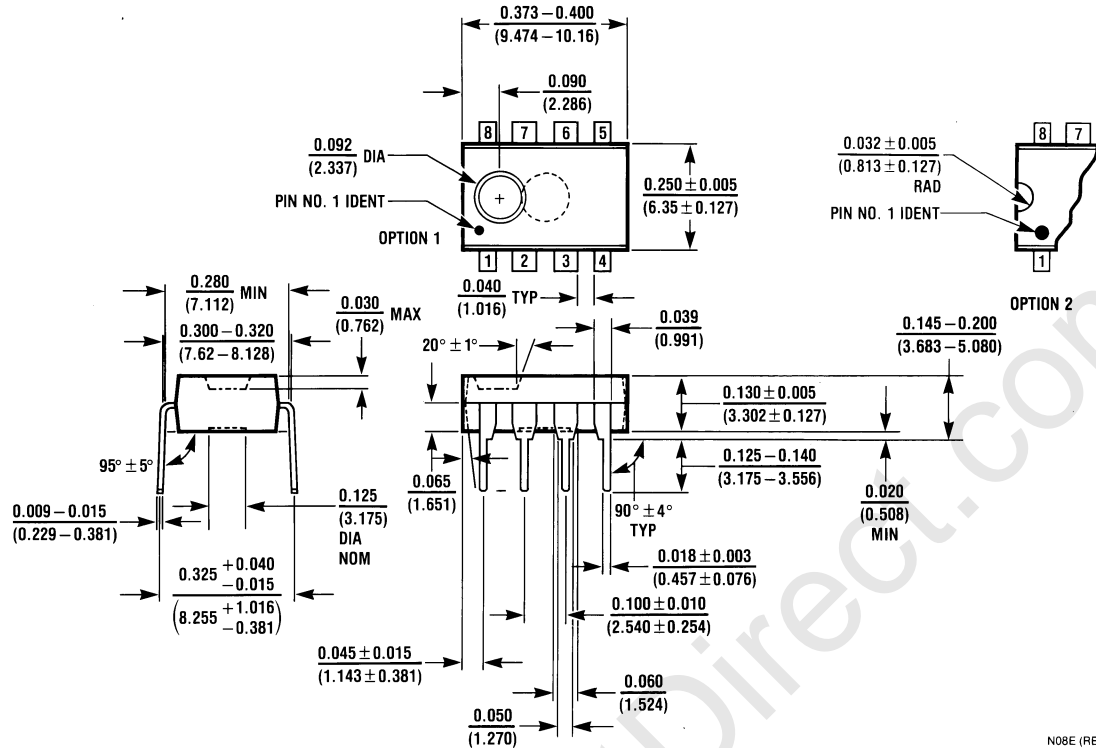 0.373 – 0.400
(9.474 – 10.16)
0.090
(2.286)
8 7 6 5
0.092 DIA
(2.337)
PIN NO. 1 IDENT
OPTION 1
1 2 3 4
0.250 ± 0.005
(6.35 ± 0.127)
8 7
0.032 ± 0.005
(0.813 ± 0.127)
RAD
PIN NO. 1 IDENT
1
OPTION 2
0.280 MIN
(7.112)
0.300 – 0.320
(7.62 – 8.128)
0.030 MAX
(0.762)
0.040 TYP
(1.016)
0.039
(0.991)
20° ± 1°
0.145 – 0.200
(3.683 – 5.080)
0.130 ± 0.005
(3.302 ± 0.127)
0.125 – 0.140
(3.175 – 3.556)
0.020
(0.508)
MIN
95° ± 5°
0.065
(1.651)
90° ± 4°
TYP
0.009 – 0.015
(0.229 – 0.381)
0.125
(3.175)
DIA
NOM
0.018 ± 0.003
(0.457 ± 0.076)
0.325 +0.040
–0.015
(8.255 +1.016
–0.381)
0.100 ± 0.010
(2.540 ± 0.254)
0.045 ± 0.015
(1.143 ± 0.381)
0.060
(1.524)
0.050
(1.270)
Direct.co
N08E (RE